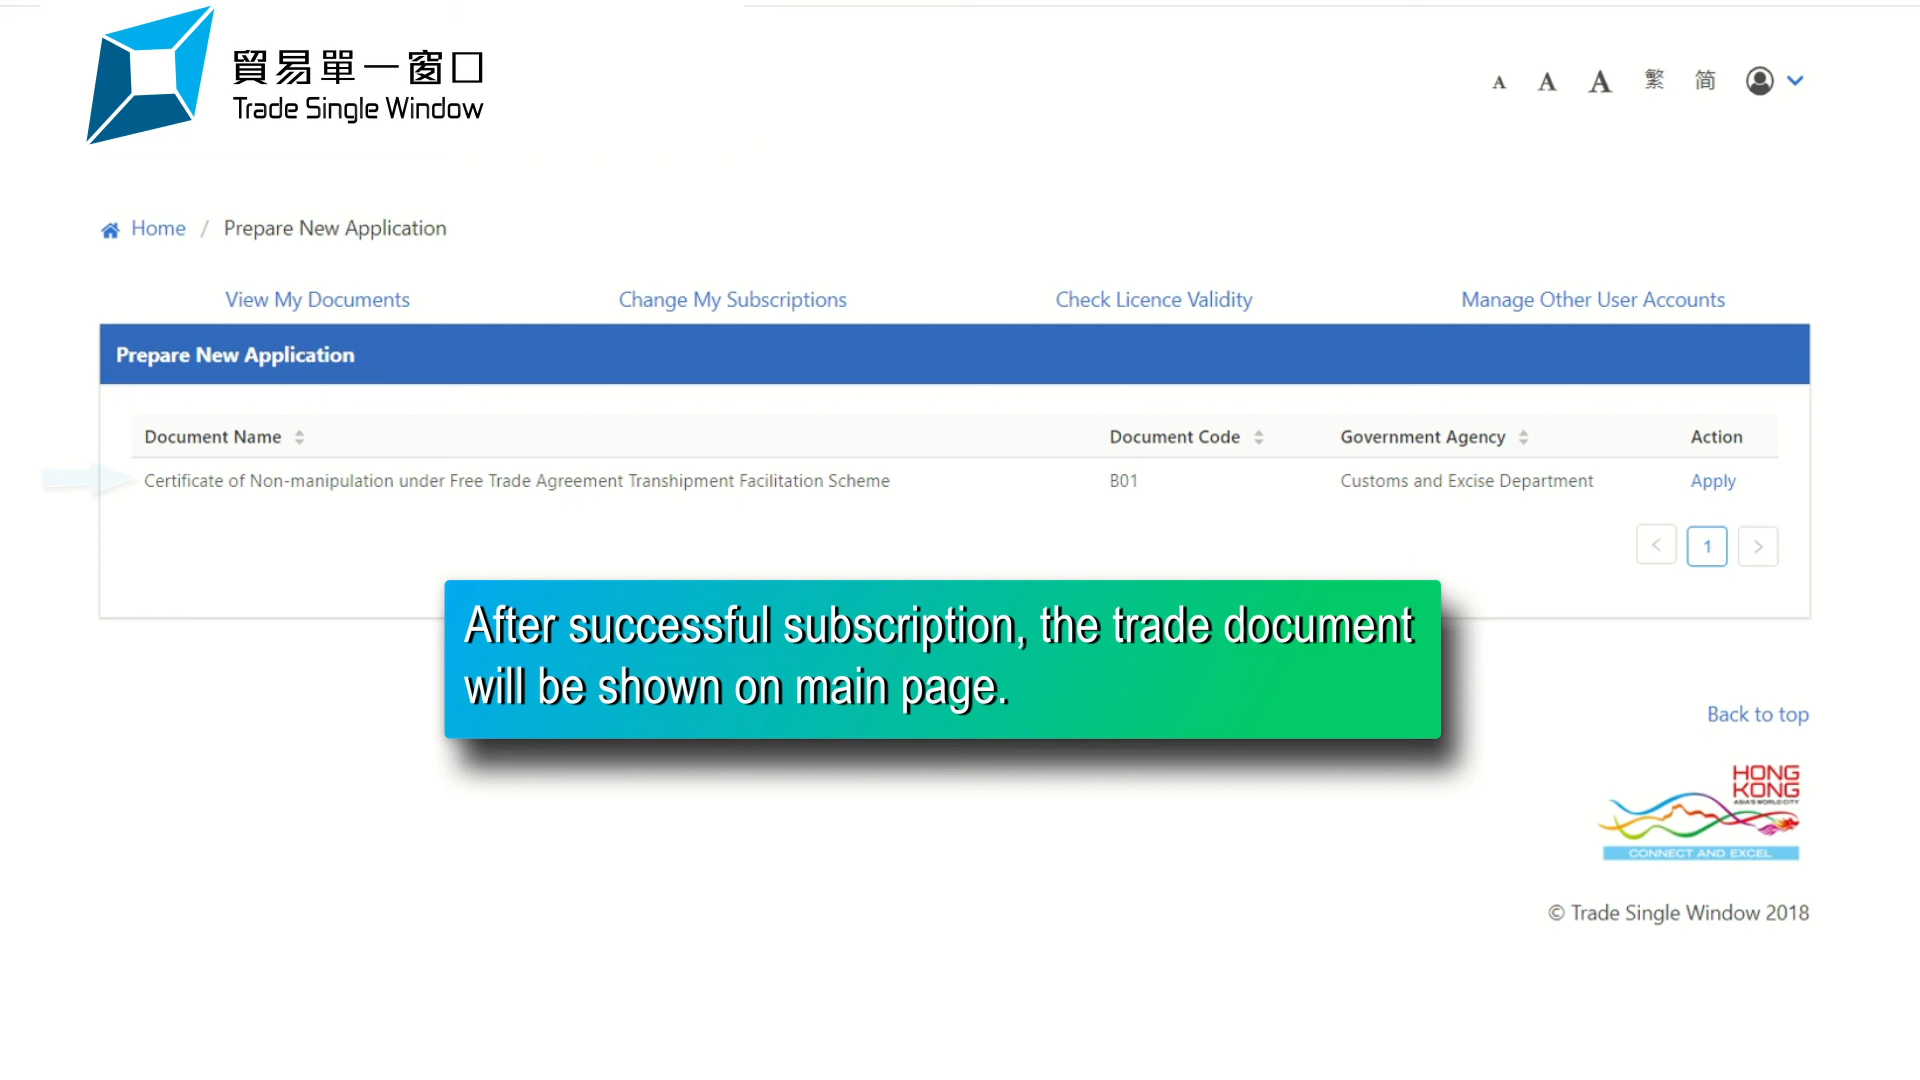 貿易單一窗口
Trade Single Window
A A A 繁 简
Home / Prepare New Application
View My Documents Change My Subscriptions Check Licence Validity Manage Other User Accounts
Prepare New Application
Document Name Document Code Government Agency Action
Certificate of Non-manipulation under Free Trade Agreement Transhipment Facilitation Scheme B01 Customs and Excise Department Apply
< 1 >
After successful subscription, the trade document
will be shown on main page.
Back to top
HONG
KONG
ASIA'S WORLD CITY
CONNECT AND EXCEL
© Trade Single Window 2018